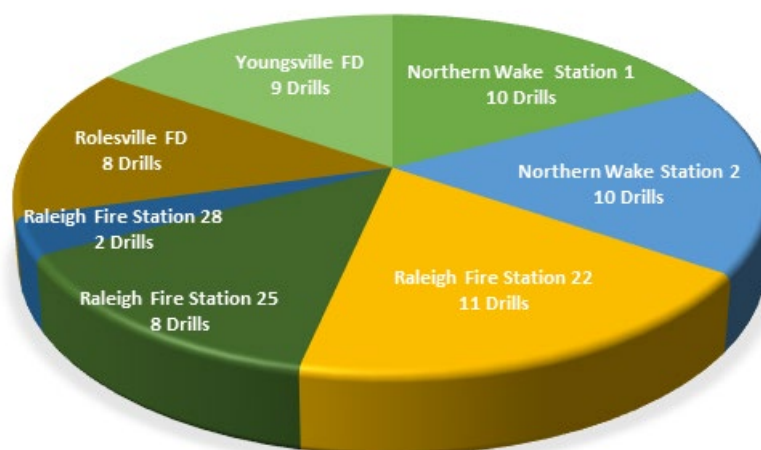 Youngsville FD
9 Drills
Northern Wake Station 1
10 Drills
Rolesville FD
8 Drills
Northern Wake Station 2
10 Drills
Raleigh Fire Station 28
2 Drills
Raleigh Fire Station 22
11 Drills
Raleigh Fire Station 25
8 Drills